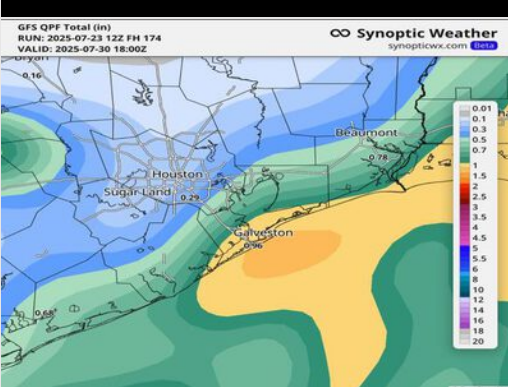 GFS QPF Total (in)
RUN: 2025-07-23 12Z FH 174
VALID: 2025-07-30 18:00Z
Synoptic Weather
synopticwx.com Beta
Bryan
0.16
Beaumont
0.78
Houston
Sugar Land
0.29
Galveston
0.96
0.68
0.01
0.1
0.3
0.5
0.7
1
1.5
2
2.5
3
3.5
4
4.5
5
5.5
6
8
10
12
14
16
18
20